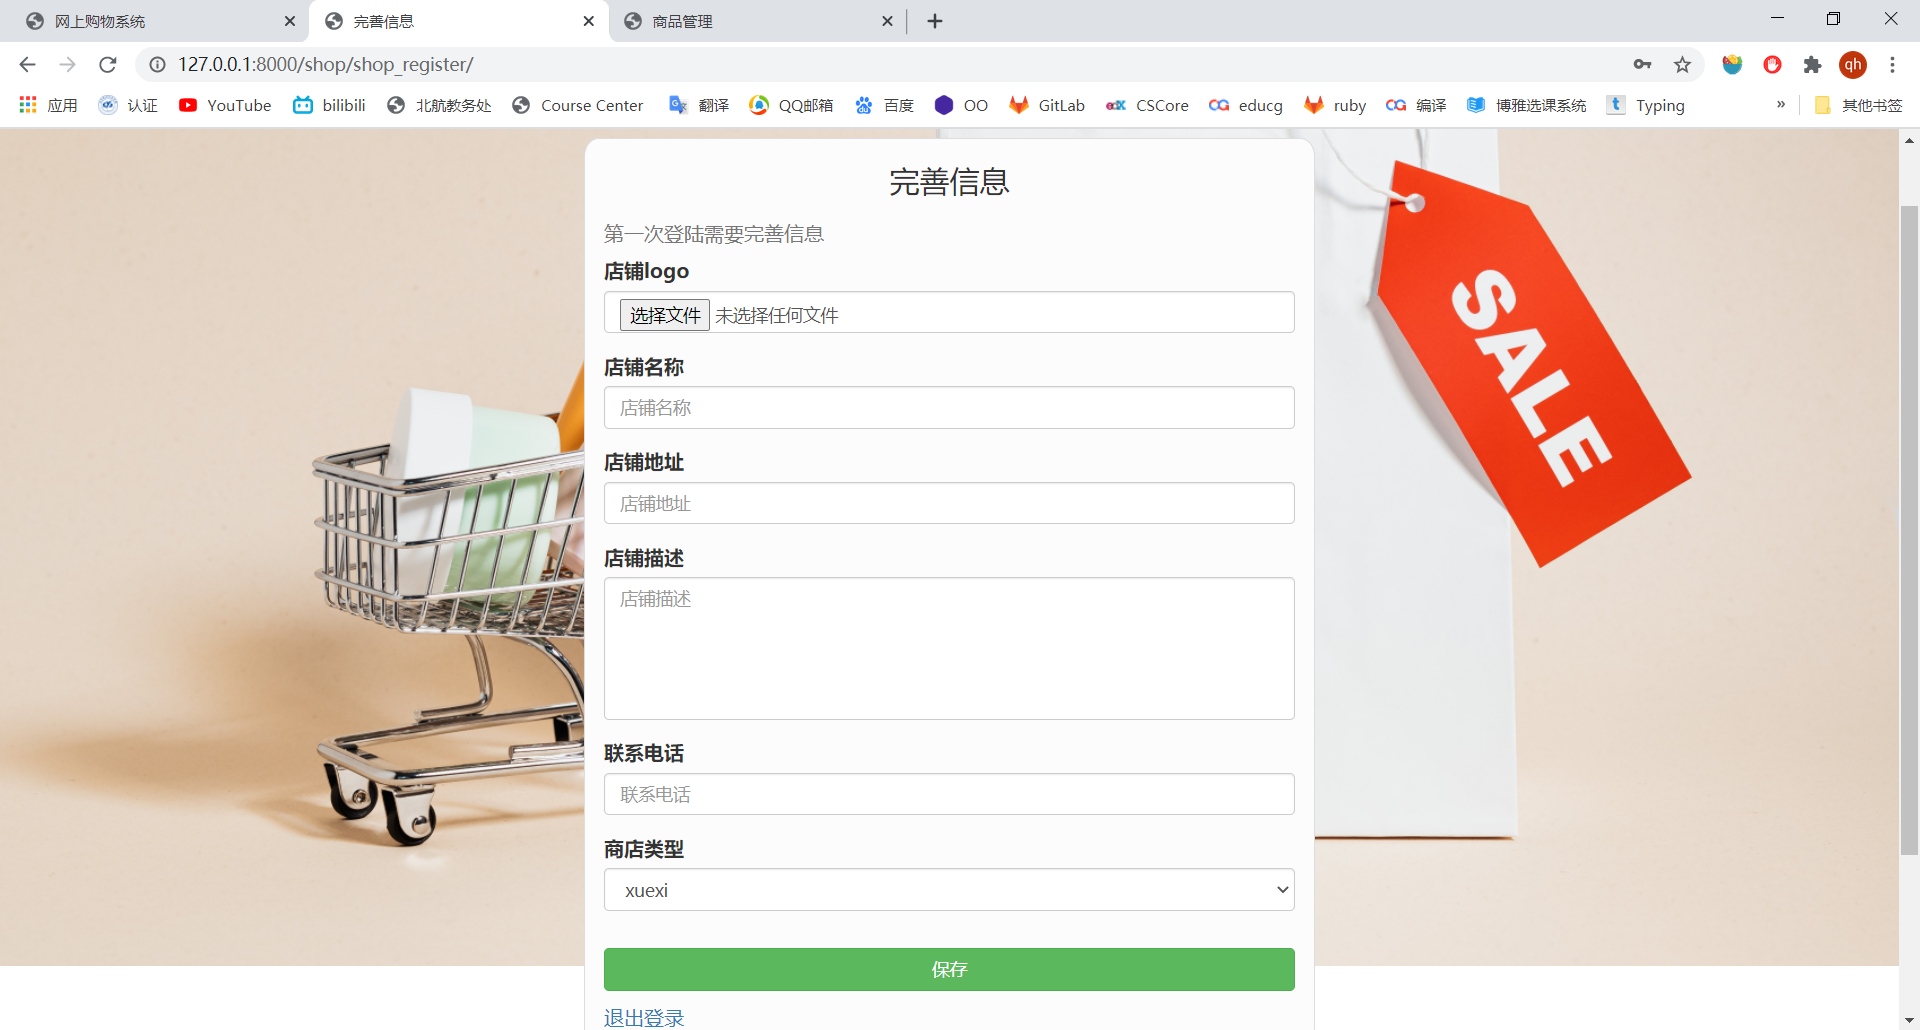 网上购物系统
完善信息
商品管理
127.0.0.1:8000/shop/shop_register/
qh
应用 认证 YouTube bilibili 北航教务处 Course Center 翻译 QQ邮箱 百度 OO GitLab CSCore educg ruby 编译 博雅选课系统 Typing » 其他书签
完善信息
第一次登陆需要完善信息
店铺logo
选择文件 未选择任何文件
店铺名称
店铺名称
店铺地址
店铺地址
店铺描述
店铺描述
联系电话
联系电话
商店类型
xuexi
保存
退出登录
SALE